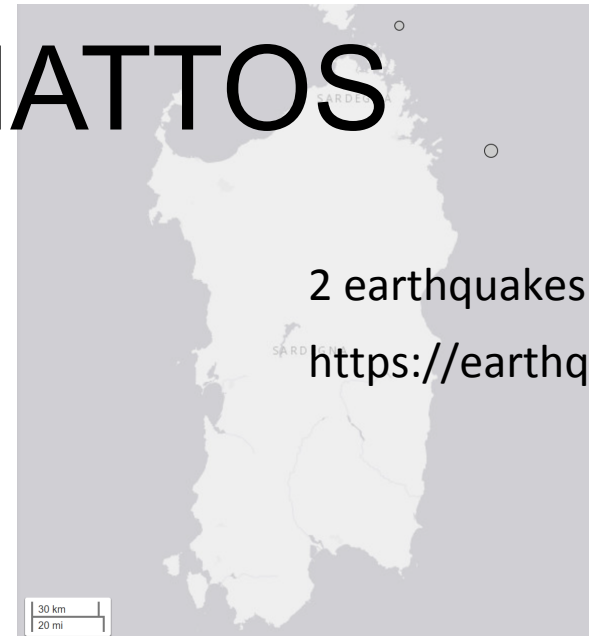 ATTOS
SARDEGNA
2 earthquakes
SARDEGNA
https://earthq
30 km
20 mi